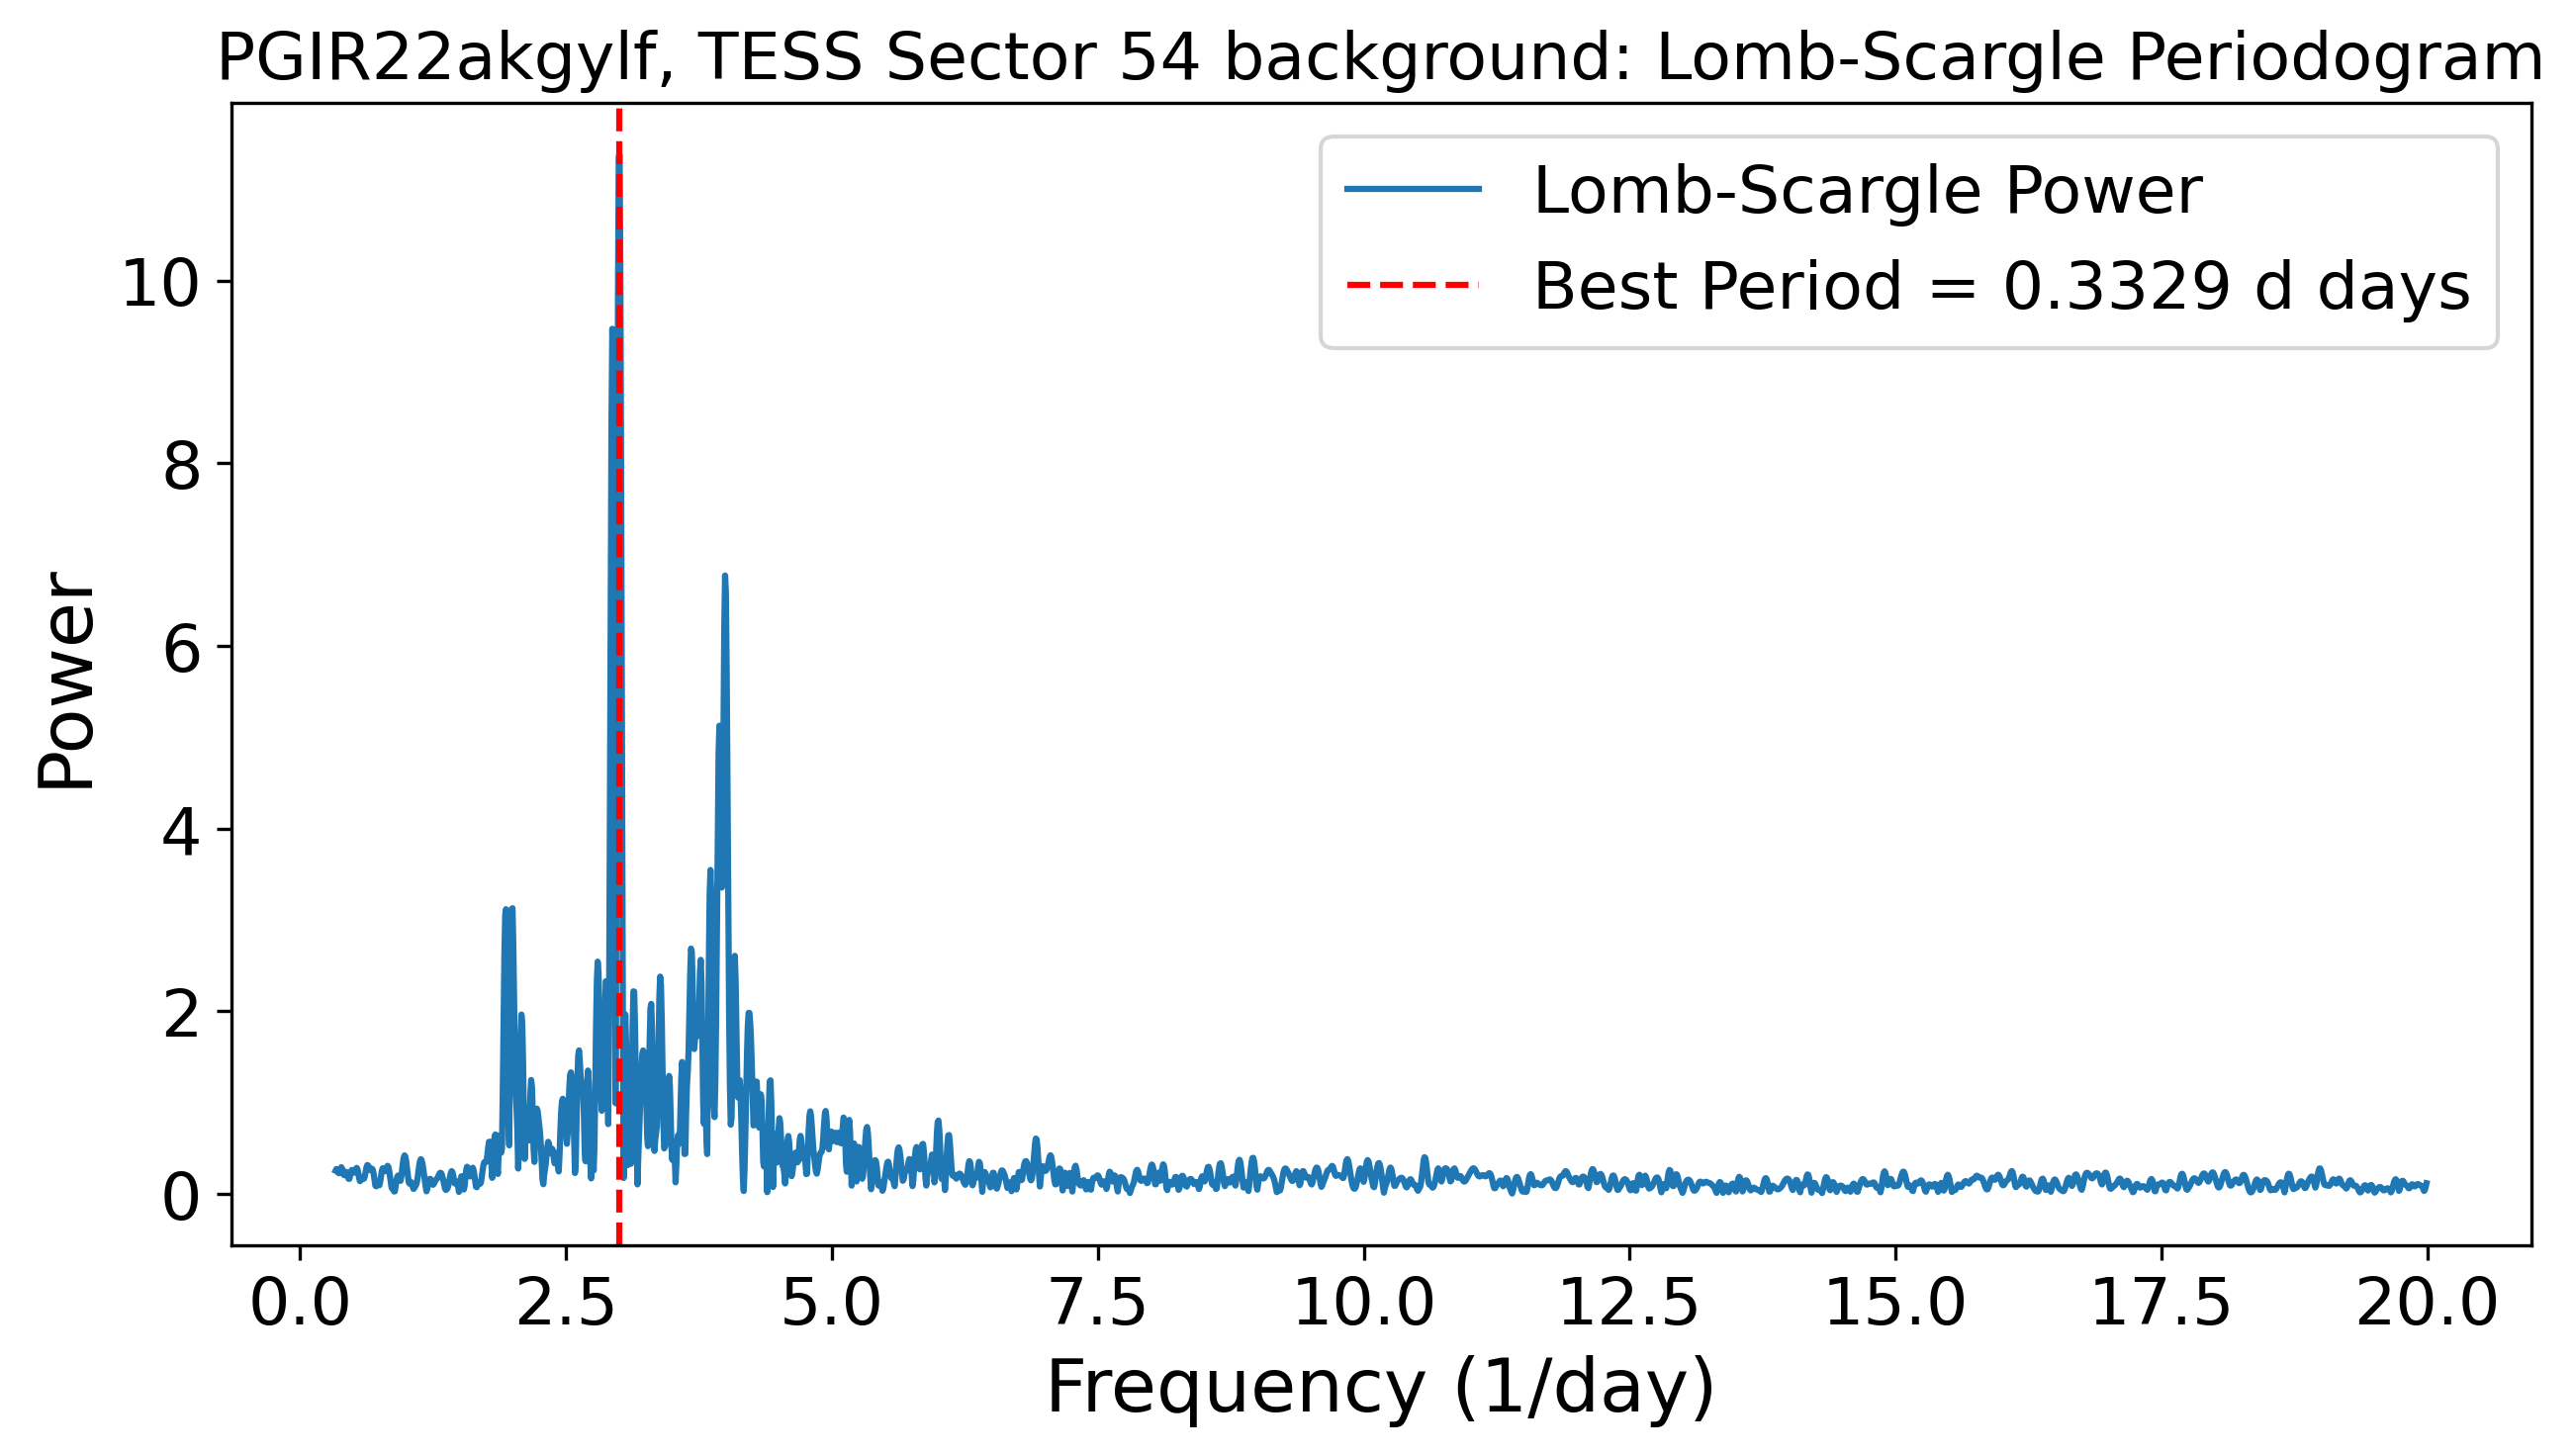 PGIR22akgylf, TESS Sector 54 background: Lomb-Scargle Periodogram
Lomb-Scargle Power
Best Period = 0.3329 d days
Power
10
8
6
4
2
0
0.0 2.5 5.0 7.5 10.0 12.5 15.0 17.5 20.0
Frequency (1/day)